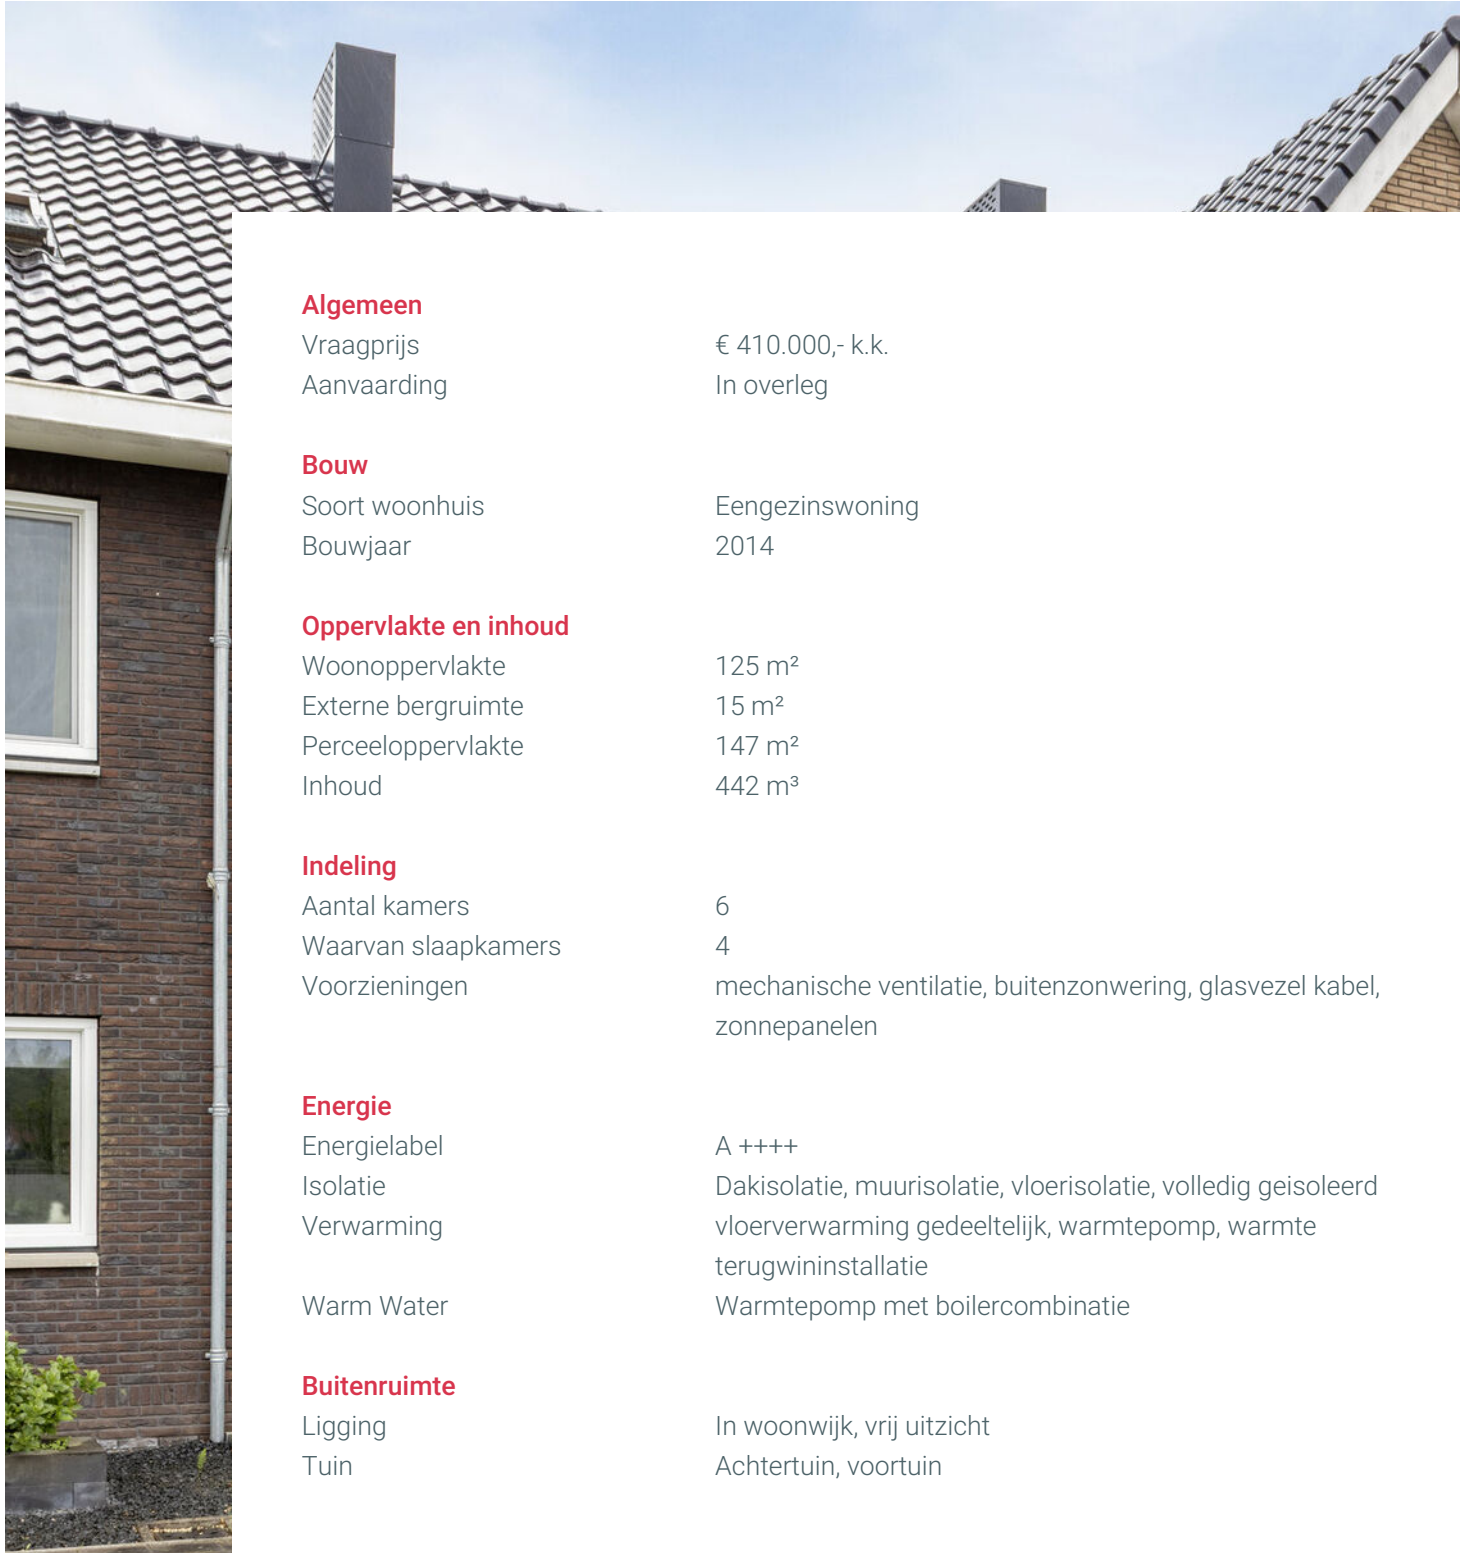 Algemeen
Vraagprijs € 410.000,- k.k.
Aanvaarding In overleg
Bouw
Soort woonhuis Eengezinswoning
Bouwjaar 2014
Oppervlakte en inhoud
Woonoppervlakte 125 m²
Externe bergruimte 15 m²
Perceeloppervlakte 147 m²
Inhoud 442 m³
Indeling
Aantal kamers 6
Waarvan slaapkamers 4
Voorzieningen mechanische ventilatie, buitenzonwering, glasvezel kabel,
zonnepanelen
Energie
Energielabel A ++++
Isolatie Dakisolatie, muurisolatie, vloerisolatie, volledig geisoleerd
Verwarming vloerverwarming gedeeltelijk, warmtepomp, warmte
terugwininstallatie
Warm Water Warmtepomp met boilercombinatie
Buitenruimte
Ligging In woonwijk, vrij uitzicht
Tuin Achtertuin, voortuin